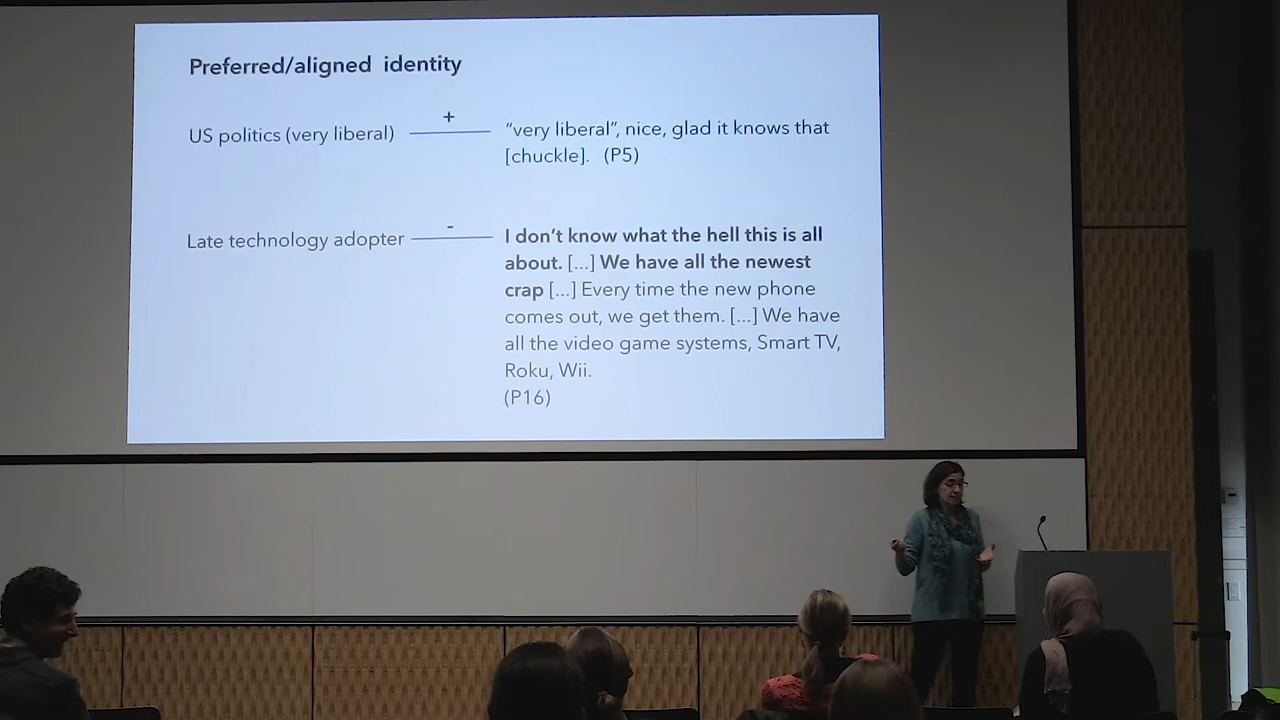 Preferred/aligned identity
US politics (very liberal)
+
“very liberal”, nice, glad it knows that
[chuckle]. (P5)
Late technology adopter
-
I don’t know what the hell this is all
about. [...] We have all the newest
crap [...] Every time the new phone
comes out, we get them. [...] We have
all the video game systems, Smart TV,
Roku, Wii.
(P16)